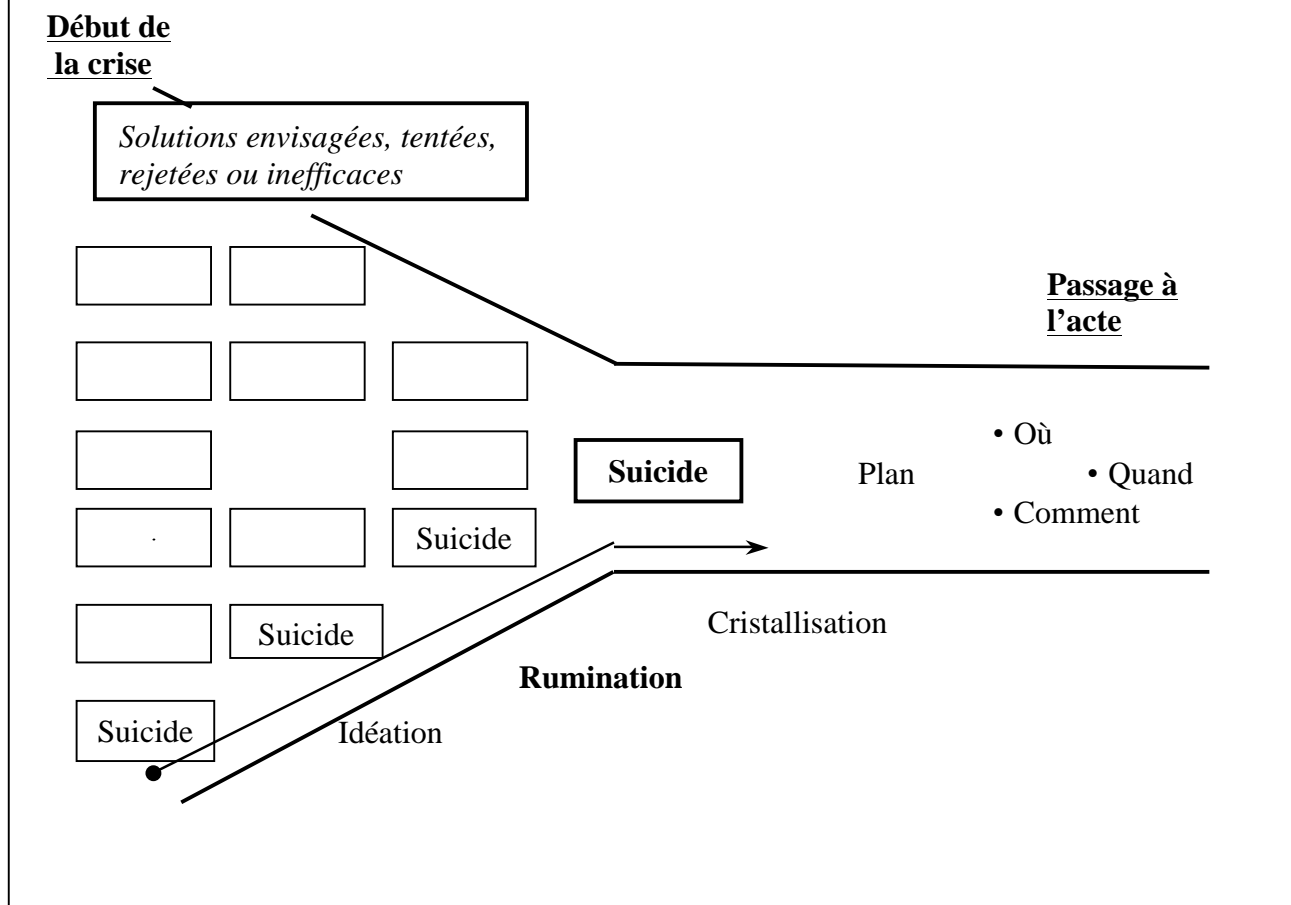 Début de
la crise
Solutions envisagées, tentées,
rejetées ou inefficaces
Passage à
l’acte
• Où
Suicide
Plan
• Quand
• Comment
Suicide
Suicide
Cristallisation
Rumination
Suicide
Idéation